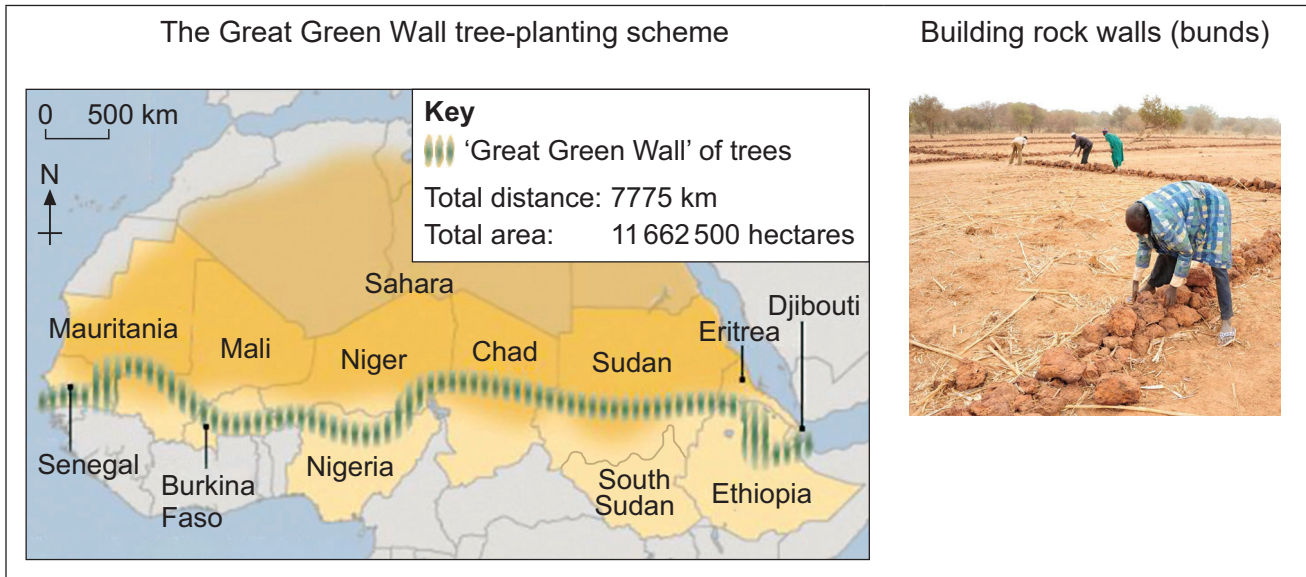 The Great Green Wall tree-planting scheme
Building rock walls (bunds)
0 500 km
N
Key
'Great Green Wall' of trees
Total distance: 7775 km
Total area: 11 662 500 hectares
Sahara
Djibouti
Mauritania
Mali
Niger
Chad
Sudan
Eritrea
Senegal
Burkina
Faso
Nigeria
South
Sudan
Ethiopia